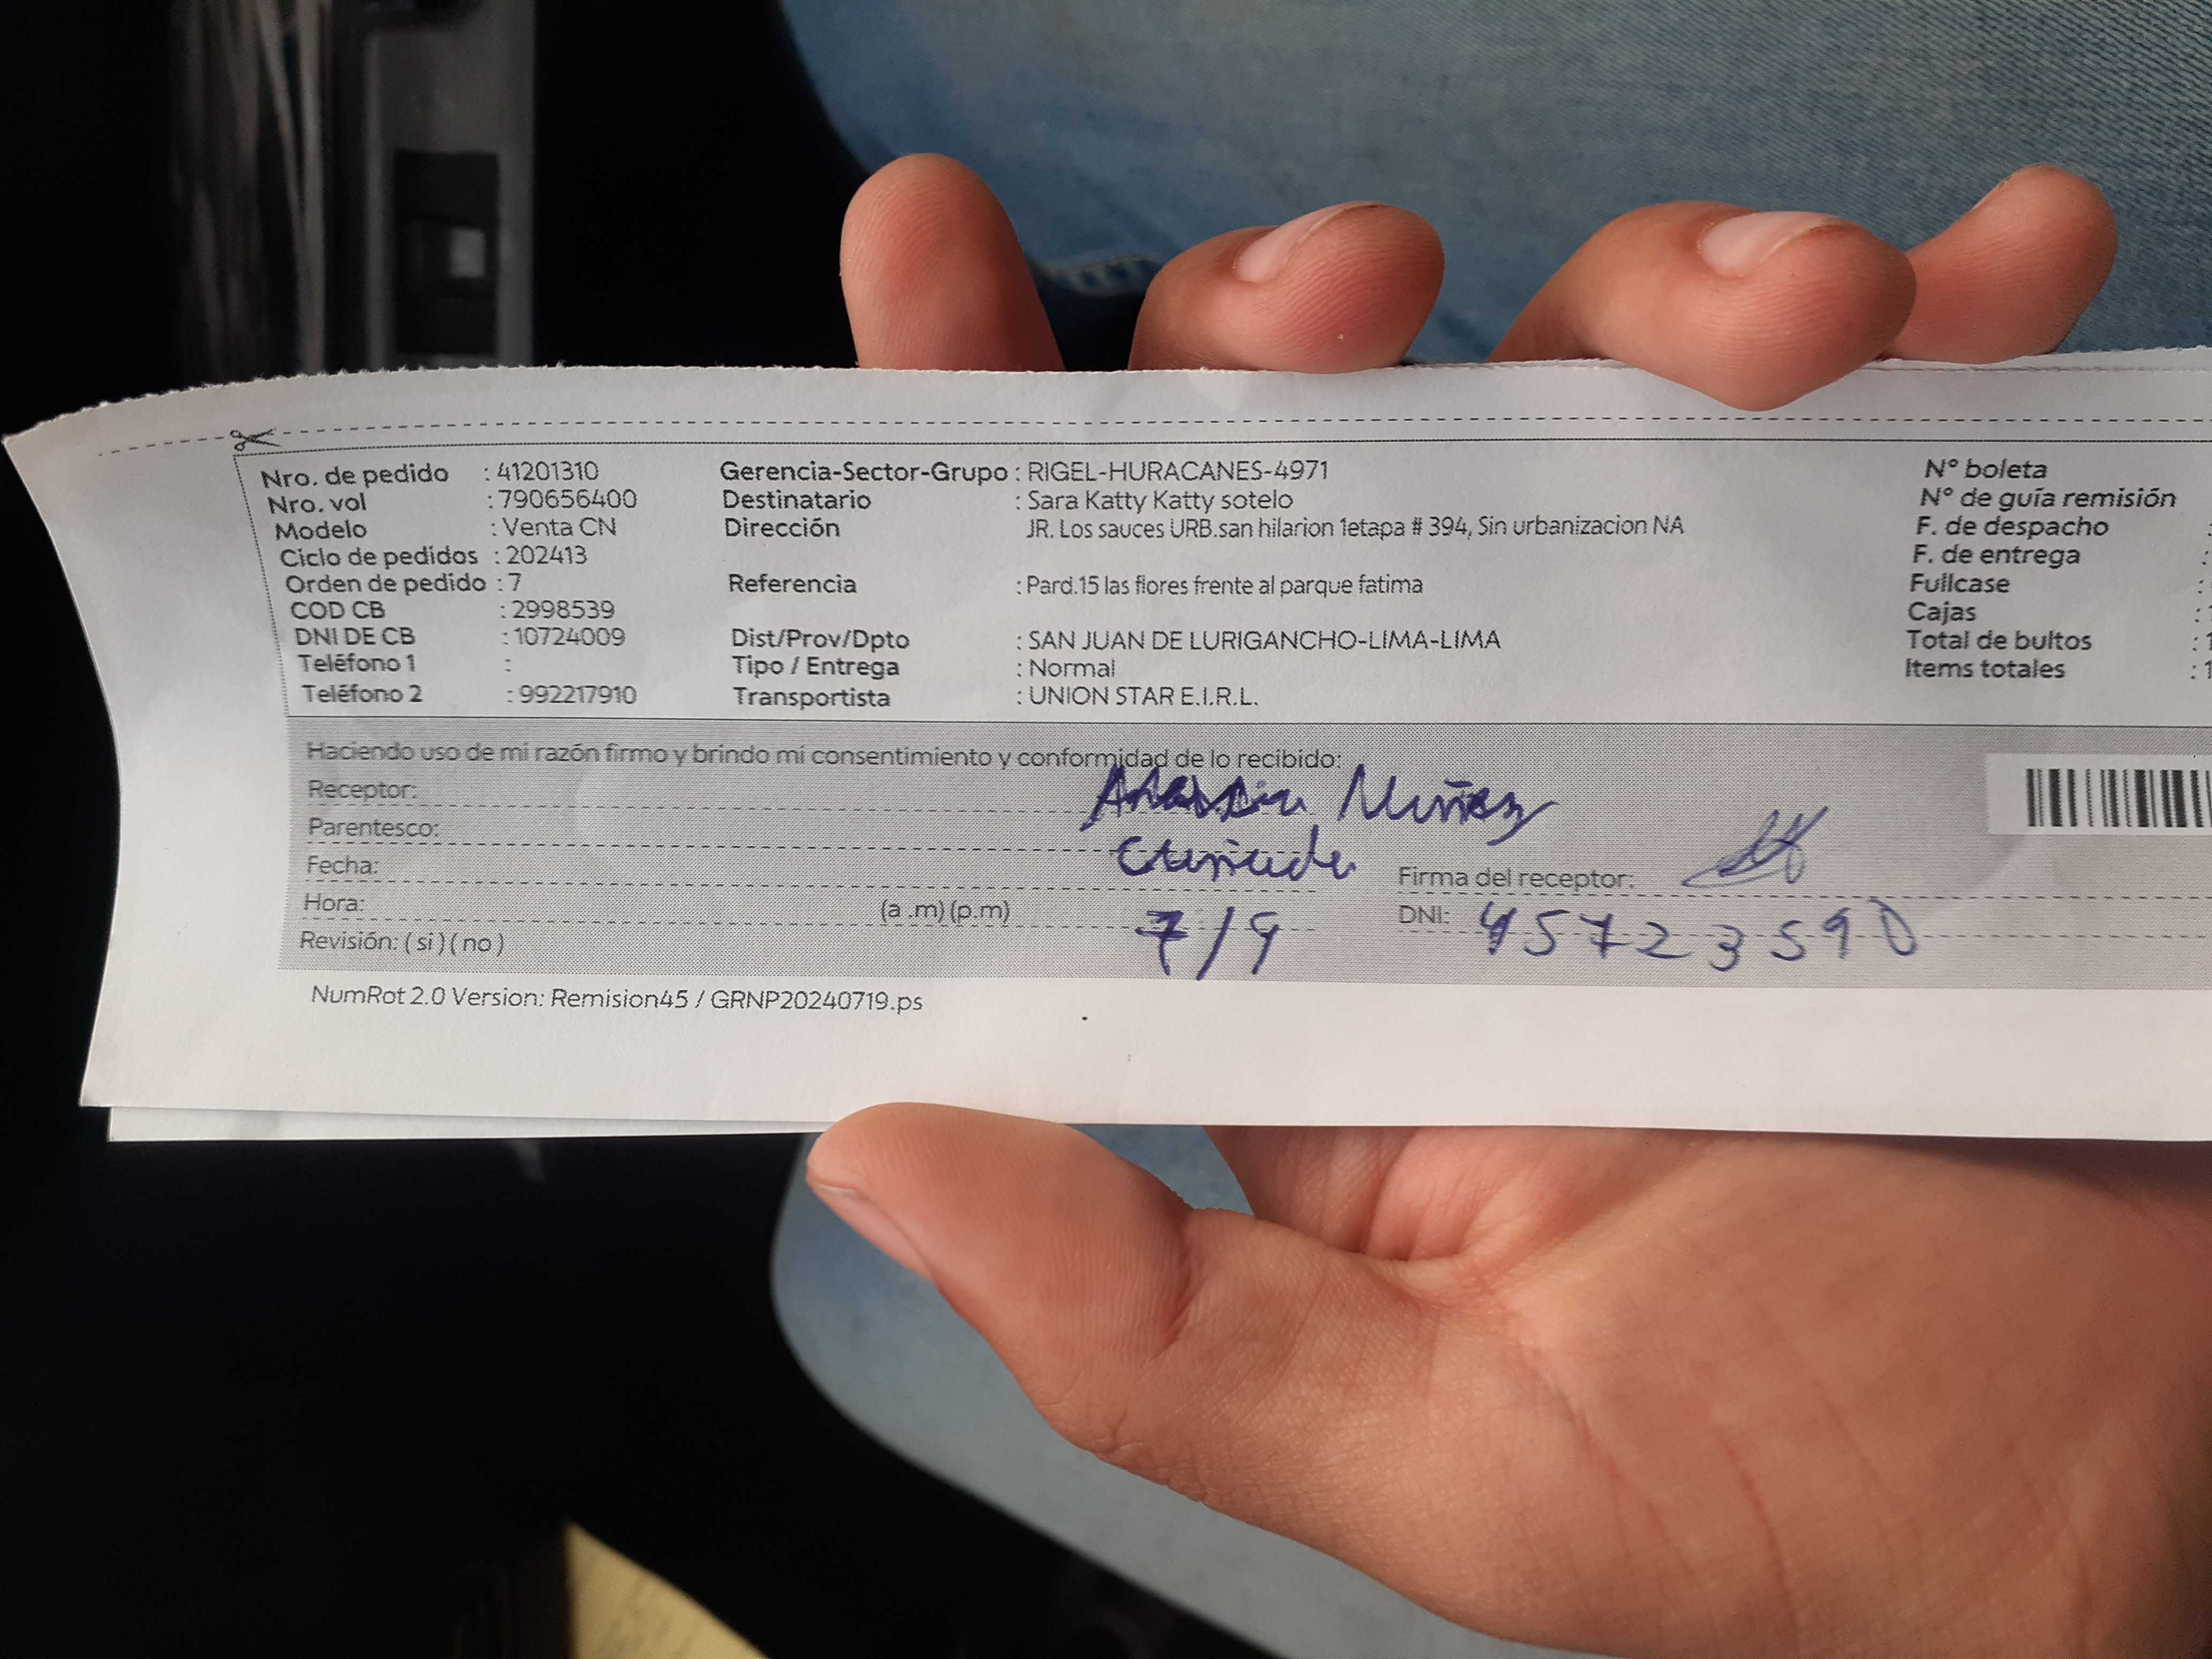 Nro. de pedido : 41201310 Gerencia-Sector-Grupo : RIGEL-HURACANES-4971 N° boleta
Nro. vol : 790656400 Destinatario : Sara Katty Katty sotelo N° de guía remisión
Modelo : Venta CN Dirección JR. Los sauces URB.san hilarion 1etapa # 394, Sin urbanizacion NA F. de despacho :
Ciclo de pedidos : 202413 F. de entrega :
Orden de pedido : 7 Referencia : Pard.15 las flores frente al parque fatima Fullcase :
COD CB : 2998539 Cajas : 1
DNI DE CB : 10724009 Dist/Prov/Dpto : SAN JUAN DE LURIGANCHO-LIMA-LIMA Total de bultos : 1
Teléfono 1 : Tipo / Entrega : Normal Items totales : 1
Teléfono 2 : 992217910 Transportista : UNION STAR E.I.R.L.
Haciendo uso de mi razón firmo y brindo mi consentimiento y conformidad de lo recibido:
Receptor: Núñez
Parentesco: Cuñada
Fecha: Firma del receptor:
Hora: (a .m) (p.m) 7/9 DNI: 45723590
Revisión: ( si ) ( no )
NumRot 2.0 Version: Remision45 / GRNP20240719.ps